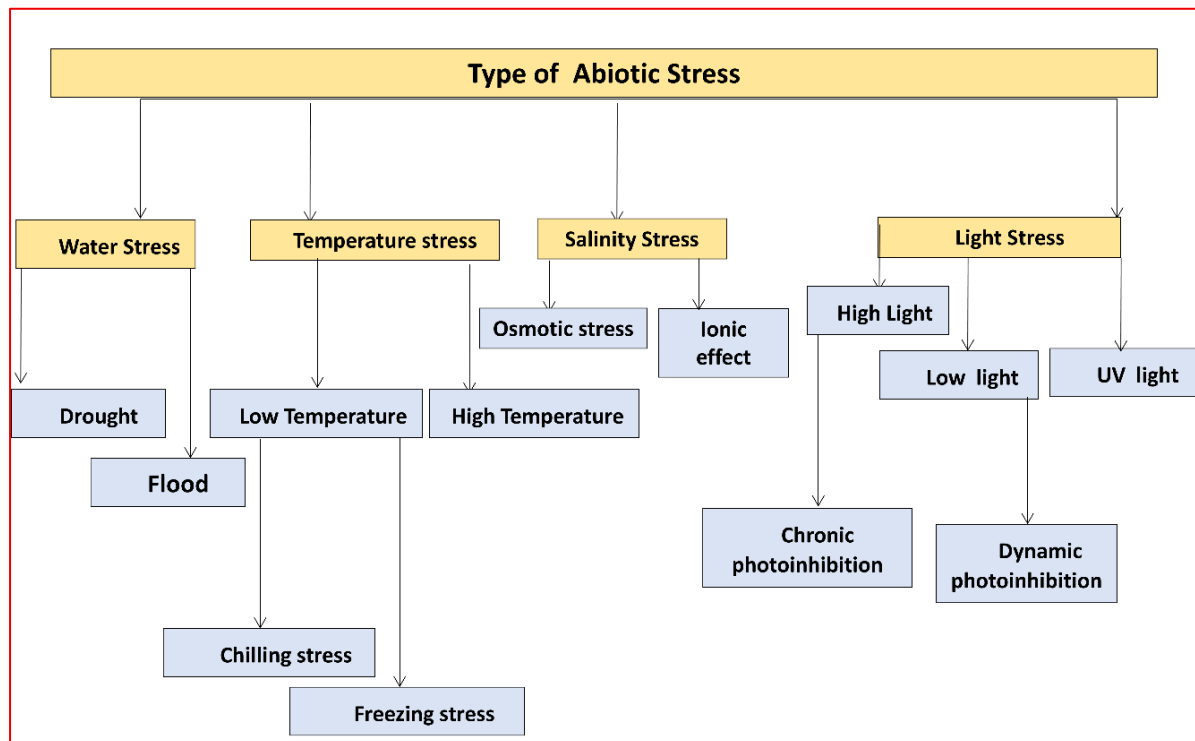 Type of Abiotic Stress
Water Stress
Temperature stress
Salinity Stress
Light Stress
Osmotic stress
Ionic
effect
High Light
Low light
UV light
Drought
Low Temperature
High Temperature
Flood
Chronic
photoinhibition
Dynamic
photoinhibition
Chilling stress
Freezing stress